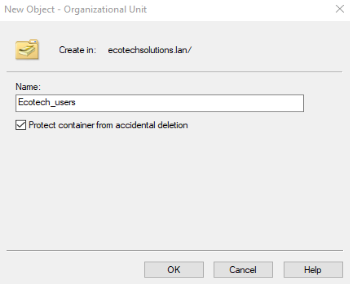 New Object - Organizational Unit
Create in: ecotechsolutions.lan/
Name:
Ecotech_users
Protect container from accidental deletion
OK Cancel Help